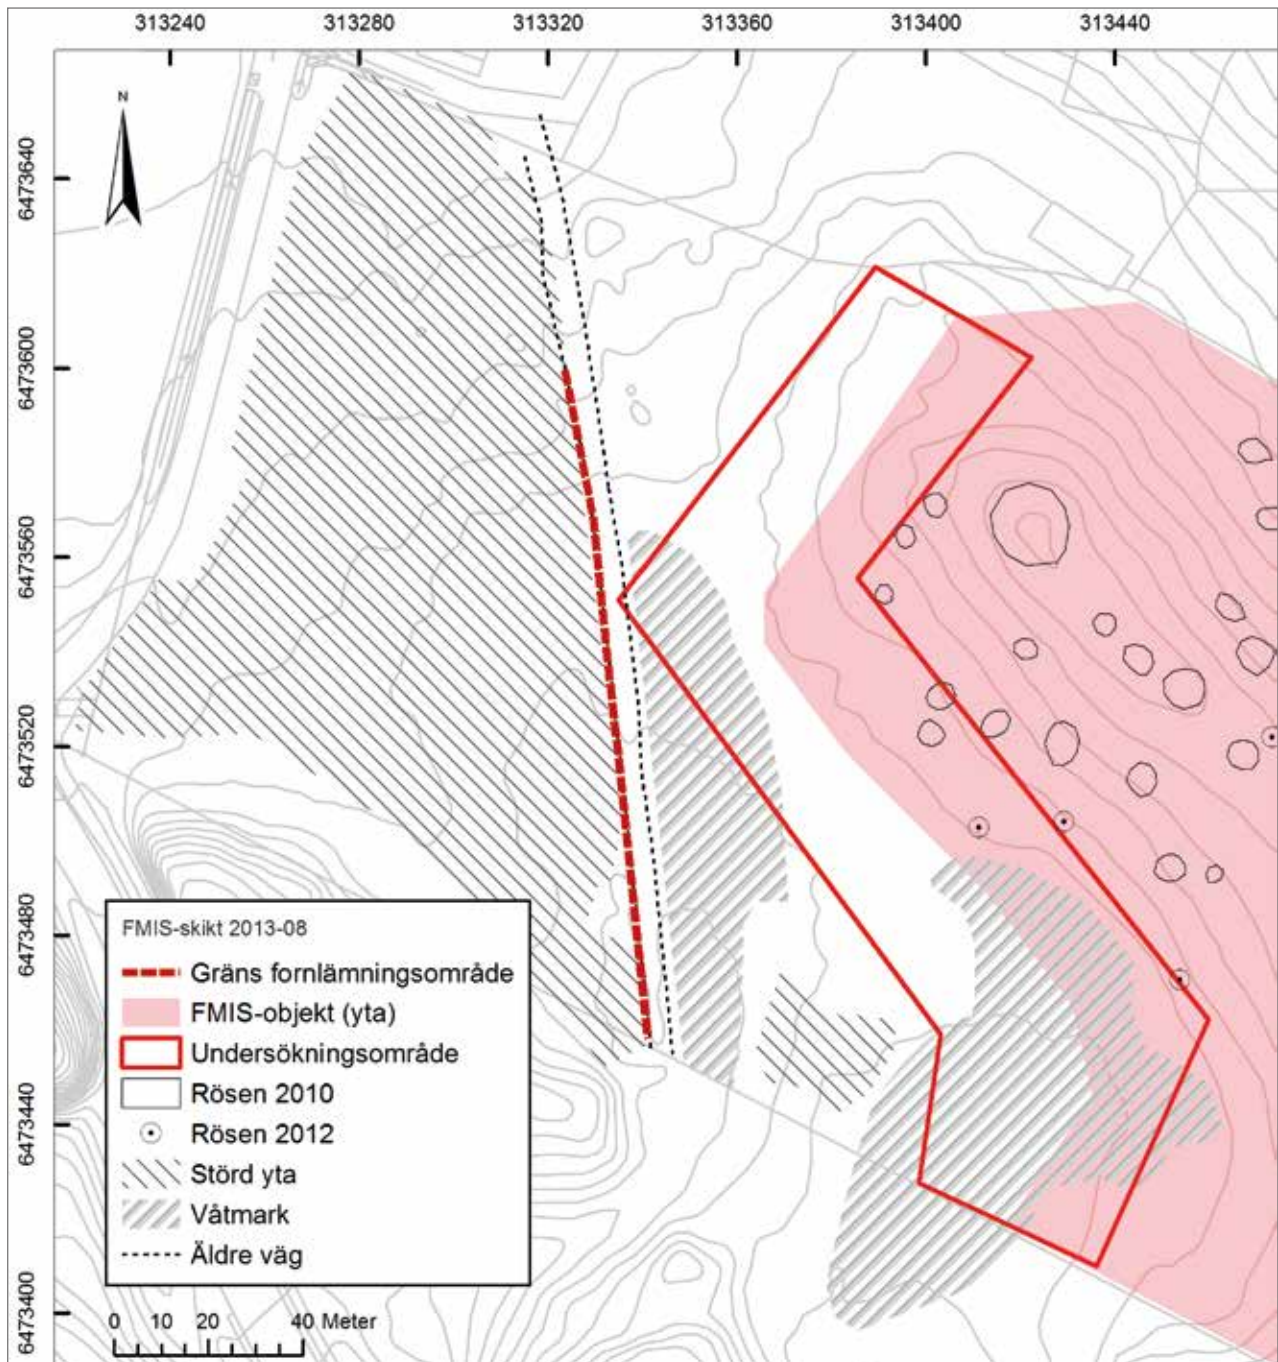 313240 313280 313320 313360 313400 313440
N
6473640
6473600
6473560
6473520
6473480
6473440
6473400
FMIS-skikt 2013-08
Gräns fornlämningsområde
FMIS-objekt (yta)
Undersökningsområde
Rösen 2010
Rösen 2012
Störd yta
Våtmark
Äldre väg
0 10 20 40 Meter